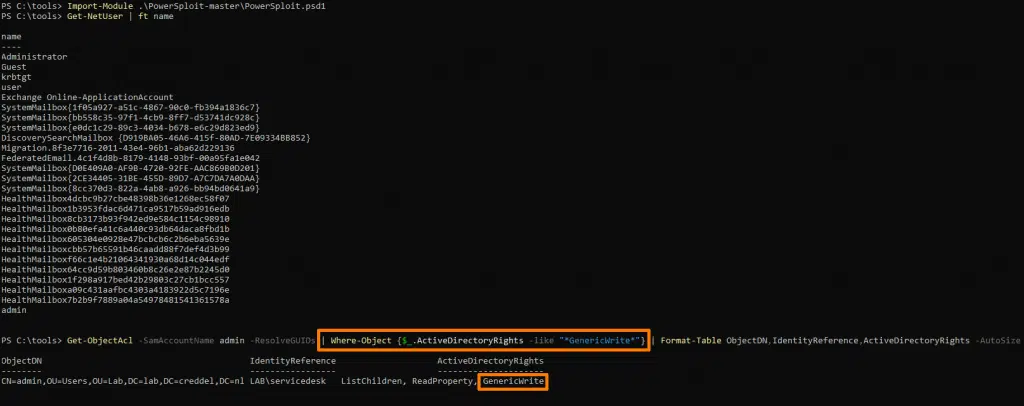 PS C:\tools> Import-Module .\PowerSploit-master\PowerSploit.psd1
PS C:\tools> Get-NetUser | ft name
name
----
Administrator
Guest
krbtgt
user
Exchange Online-ApplicationAccount
SystemMailbox{1f05a927-a51c-4867-90c0-fb394a1836c7}
SystemMailbox{bb558c35-97f1-4cb9-8ff7-d53741dc928c}
SystemMailbox{e0dc1c29-89c3-4034-b678-e6c29d823ed9}
DiscoverySearchMailbox {D919BA05-46A6-415f-80AD-7E09334BB852}
Migration.8f3e7716-2011-43e4-96b1-aba62d229136
FederatedEmail.4c1f4d8b-8179-4148-93bf-00a95fa1e042
SystemMailbox{D0E409A0-AF9B-4720-92FE-AAC869B0D201}
SystemMailbox{2CE34405-31BE-455D-89D7-A7C7DA7A0DAA}
SystemMailbox{8cc370d3-822a-4ab8-a926-bb94bd0641a9}
HealthMailbox4dcbc9b27cbe48398b36e1268ec58f07
HealthMailbox1b3953fdac6d471ca9517b59ad916edb
HealthMailbox8cb3173b93f942ed9e584c1154c98910
HealthMailbox0b80efa41c6a440c93db64daca8fbd1b
HealthMailbox605304e0928e47bcbcb6c2b6eba5639e
HealthMailboxcbb57b65591b46caadd88f7def4d3b99
HealthMailboxf66c1e4b2106434193​0a68d14c044edf
HealthMailbox64cc9d59b803460b8c26e2e87b2245d0
HealthMailbox1f298a917bed42b29803c27cb1bcc557
HealthMailboxa09c431aafbc4303a4183922d5c7196e
HealthMailbox7b2b9f7889a04a54978481541361578a
admin
PS C:\tools> Get-ObjectAcl -SamAccountName admin -ResolveGUIDs | Where-Object {$_.ActiveDirectoryRights -like "*GenericWrite*"} | Format-Table ObjectDN,IdentityReference,ActiveDirectoryRights -AutoSize
ObjectDN IdentityReference ActiveDirectoryRights
-------- ----------------- ---------------------
CN=admin,OU=Users,OU=Lab,DC=lab,DC=creddel,DC=nl LAB\servicedesk ListChildren, ReadProperty, GenericWrite